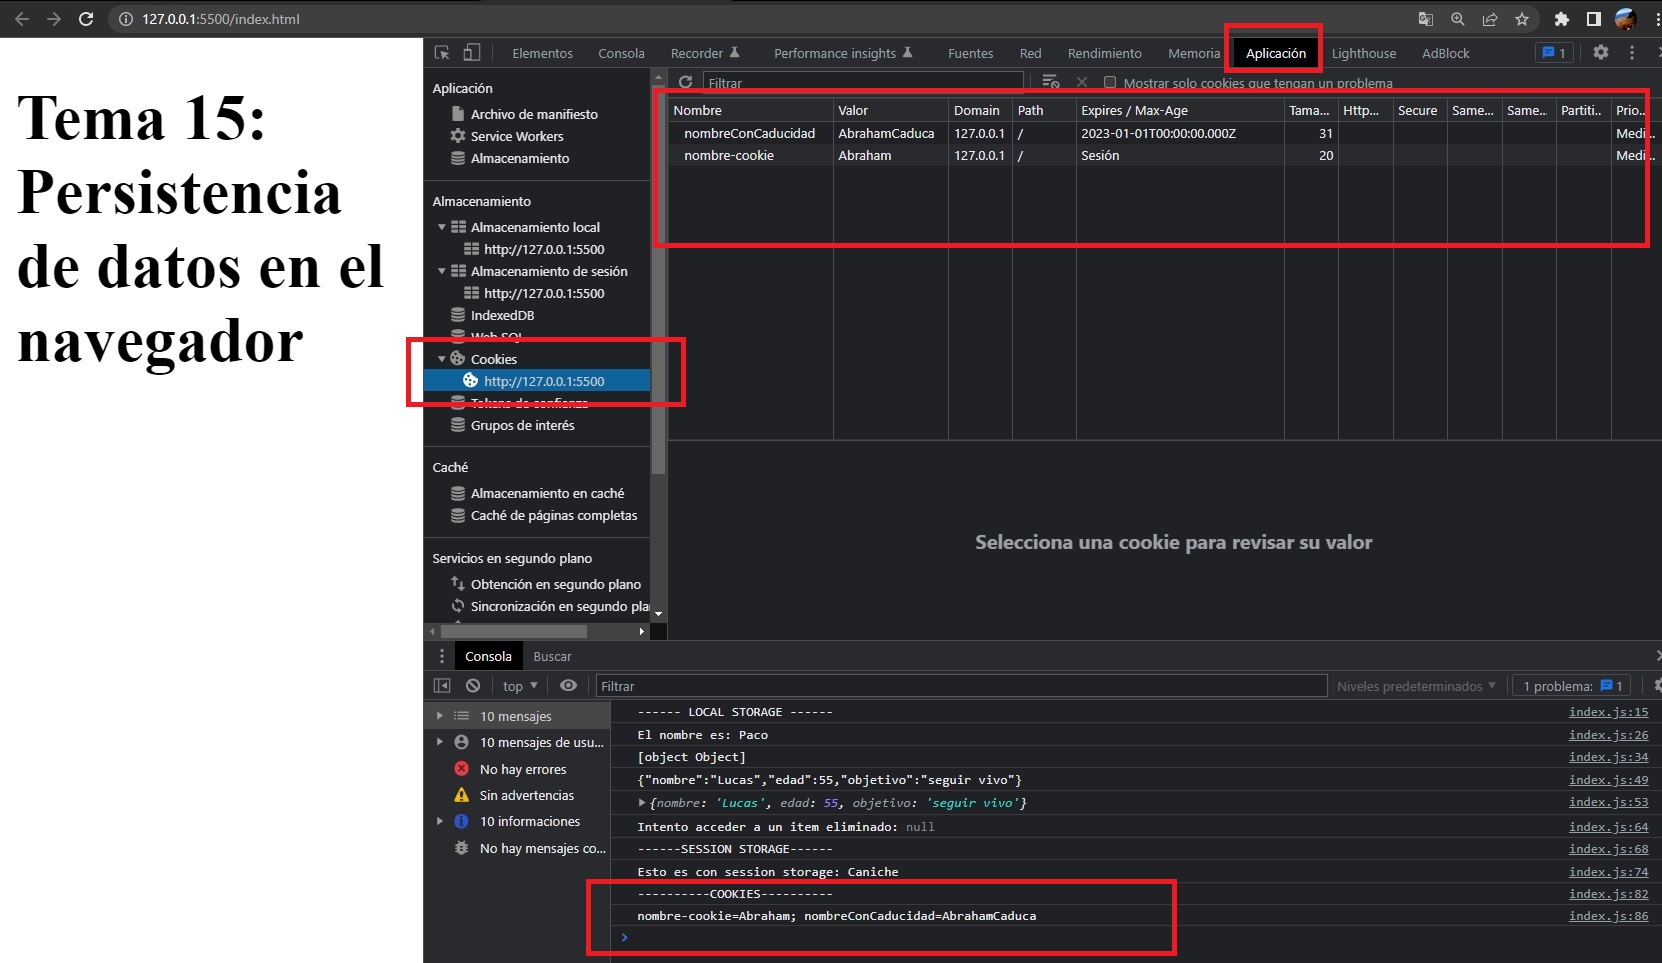 127.0.0.1:5500/index.html
Tema 15:
Persistencia
de datos en el
navegador
Elementos Consola Recorder Performance insights Fuentes Red Rendimiento Memoria Aplicación Lighthouse AdBlock 1
Aplicación
Archivo de manifiesto
Service Workers
Almacenamiento
Almacenamiento
Almacenamiento local
http://127.0.0.1:5500
Almacenamiento de sesión
http://127.0.0.1:5500
IndexedDB
Web SQL
Cookies
http://127.0.0.1:5500
Tokens de confianza
Grupos de interés
Caché
Almacenamiento en caché
Caché de páginas completas
Servicios en segundo plano
Obtención en segundo plano
Sincronización en segundo pla
Filtrar Mostrar solo cookies que tengan un problema
Nombre Valor Domain Path Expires / Max-Age Tama... Http... Secure Same... Same... Partiti... Prio...
nombreConCaducidad AbrahamCaduca 127.0.0.1 / 2023-01-01T00:00:00.000Z 31 Medi...
nombre-cookie Abraham 127.0.0.1 / Sesión 20 Medi...
Selecciona una cookie para revisar su valor
Consola Buscar
top Filtrar Niveles predeterminados 1 problema: 1
10 mensajes
10 mensajes de usu...
No hay errores
Sin advertencias
10 informaciones
No hay mensajes co...
------ LOCAL STORAGE ------ index.js:15
El nombre es: Paco index.js:26
[object Object] index.js:34
{"nombre":"Lucas","edad":55,"objetivo":"seguir vivo"} index.js:49
{nombre: 'Lucas', edad: 55, objetivo: 'seguir vivo'} index.js:53
Intento acceder a un item eliminado: null index.js:64
------SESSION STORAGE------ index.js:68
Esto es con session storage: Caniche index.js:74
----------COOKIES---------- index.js:82
nombre-cookie=Abraham; nombreConCaducidad=AbrahamCaduca index.js:86